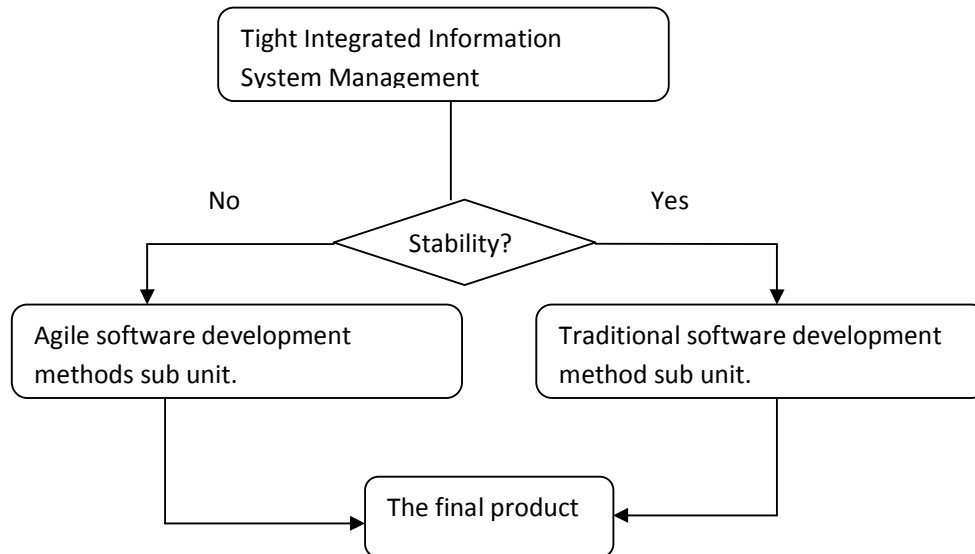 Tight Integrated Information
System Management
No
Yes
Stability?
Agile software development
methods sub unit.
Traditional software development
method sub unit.
The final product